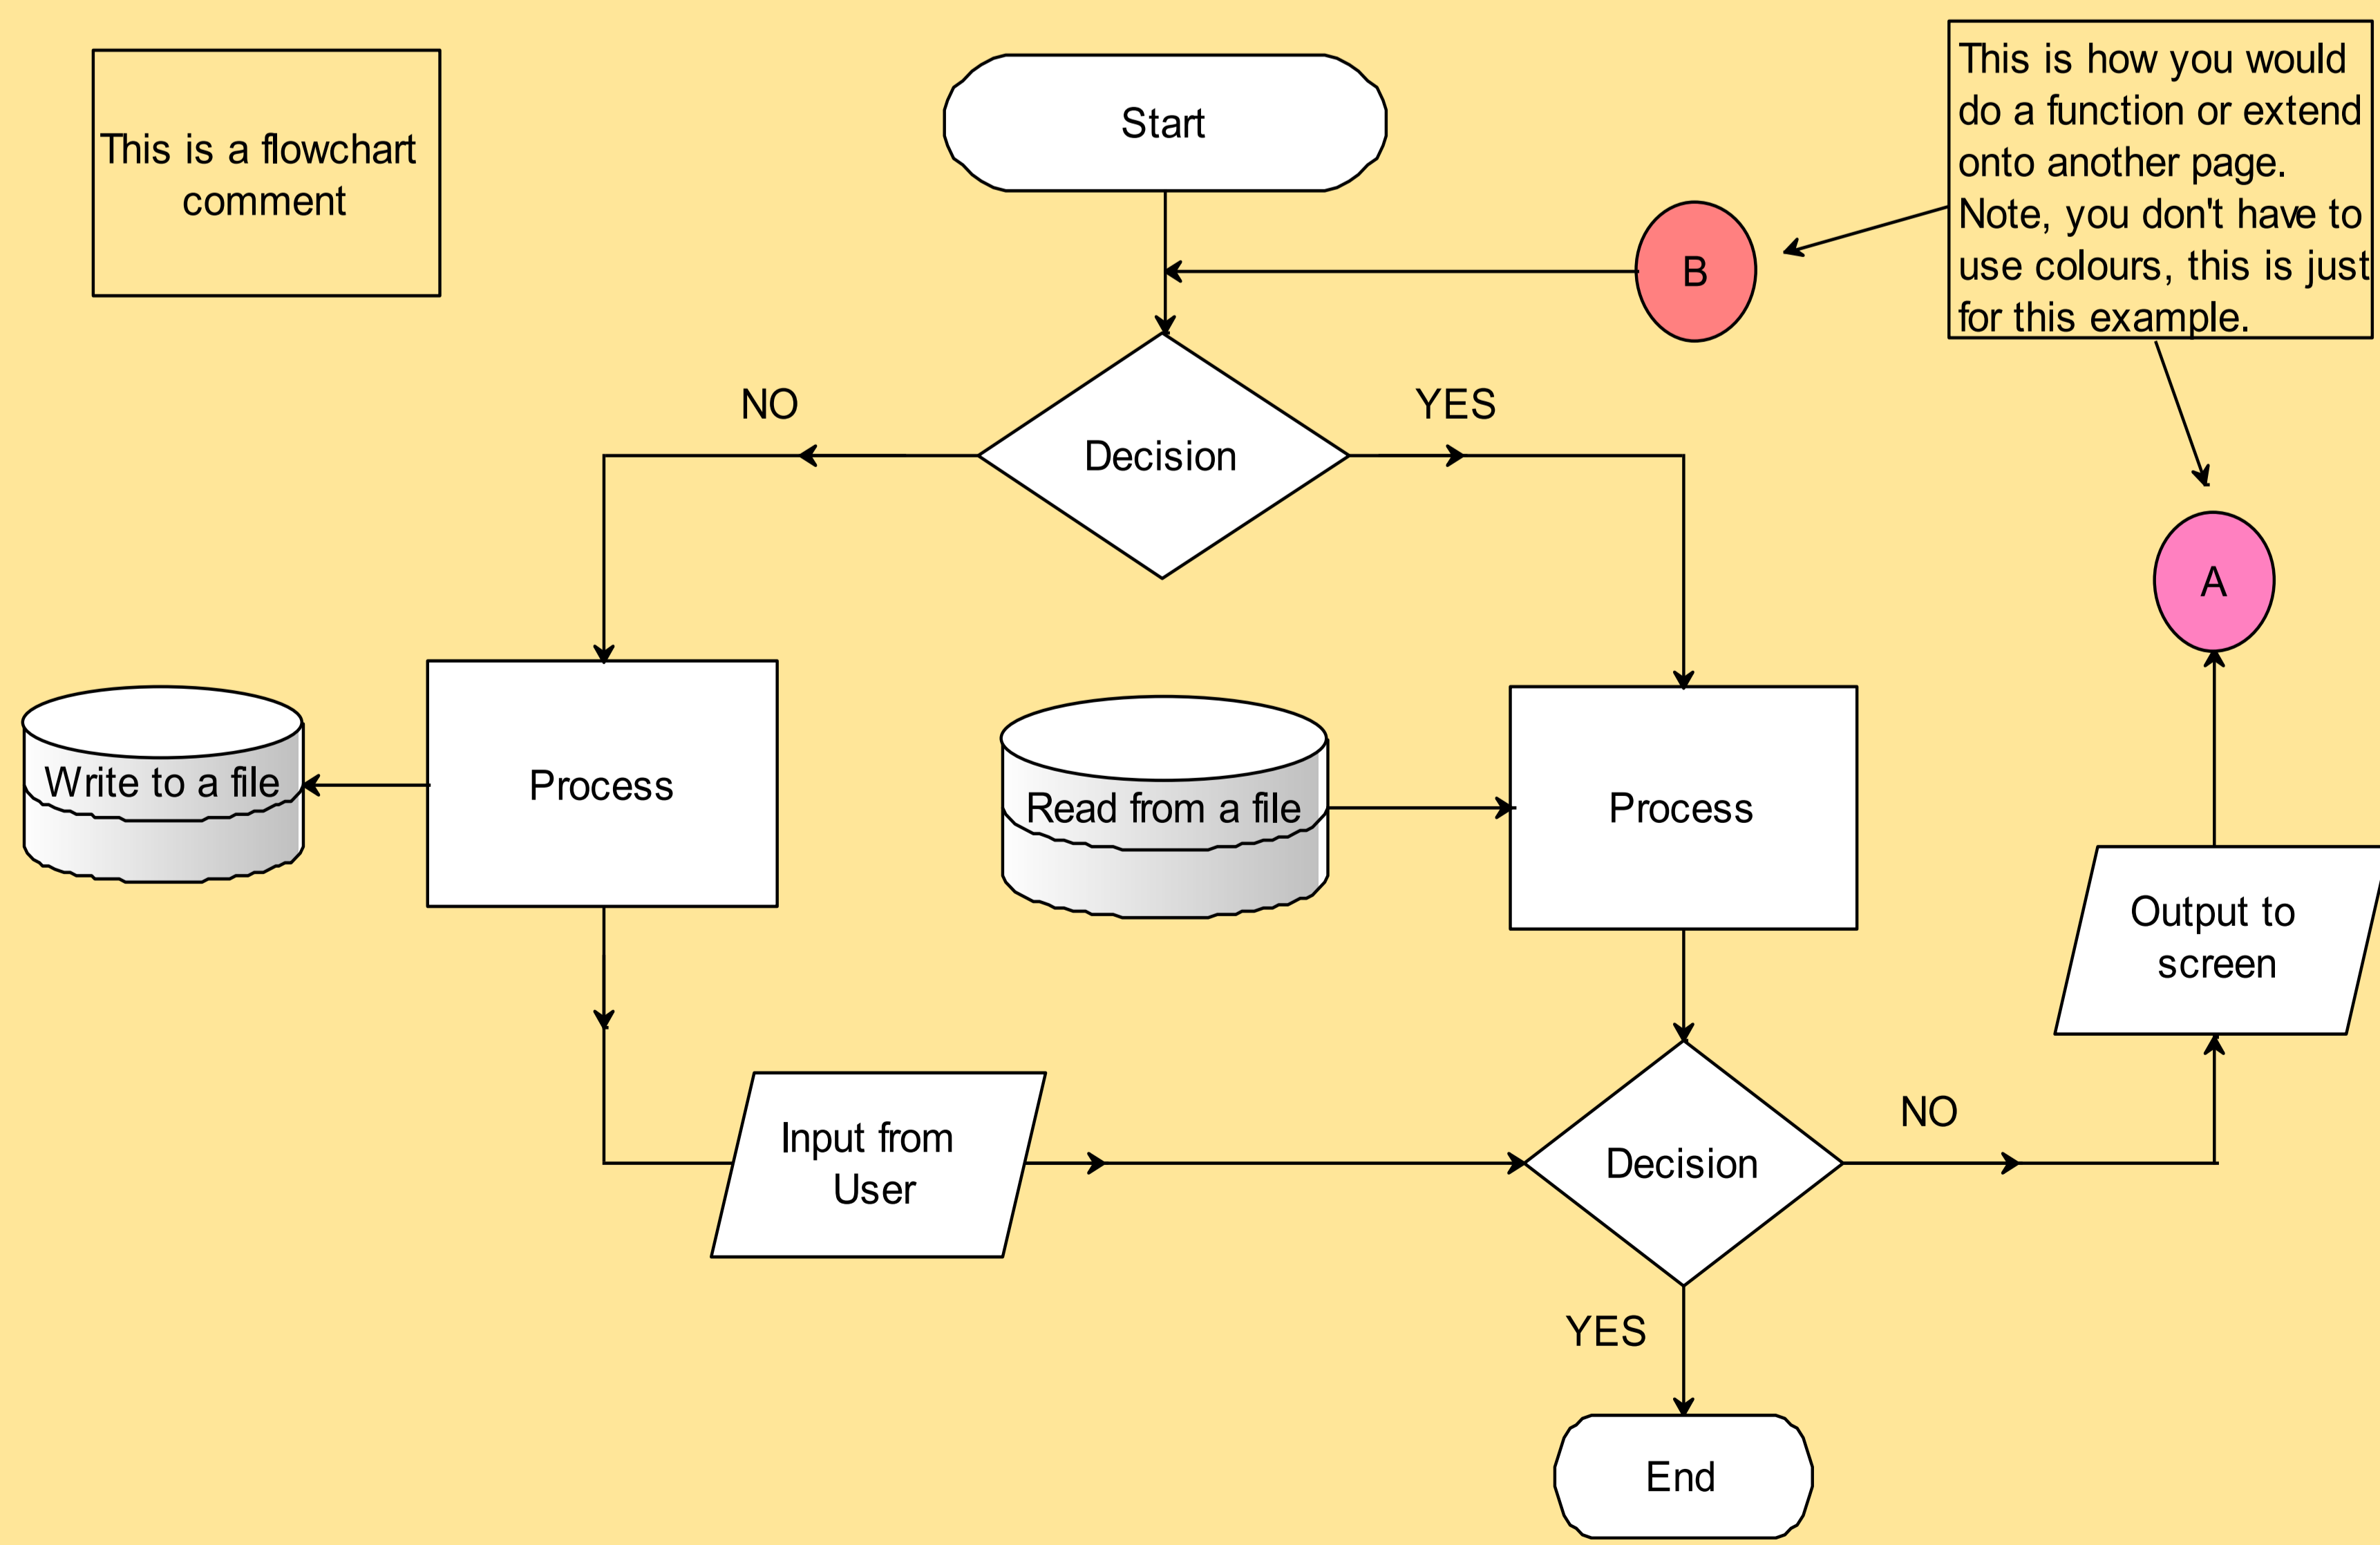 This is a flowchart
comment
Start
This is how you would
do a function or extend
onto another page.
Note, you don't have to
use colours, this is just
for this example.
B
NO
YES
Decision
A
Write to a file
Process
Read from a file
Process
Output to
screen
Input from
User
Decision
NO
YES
End